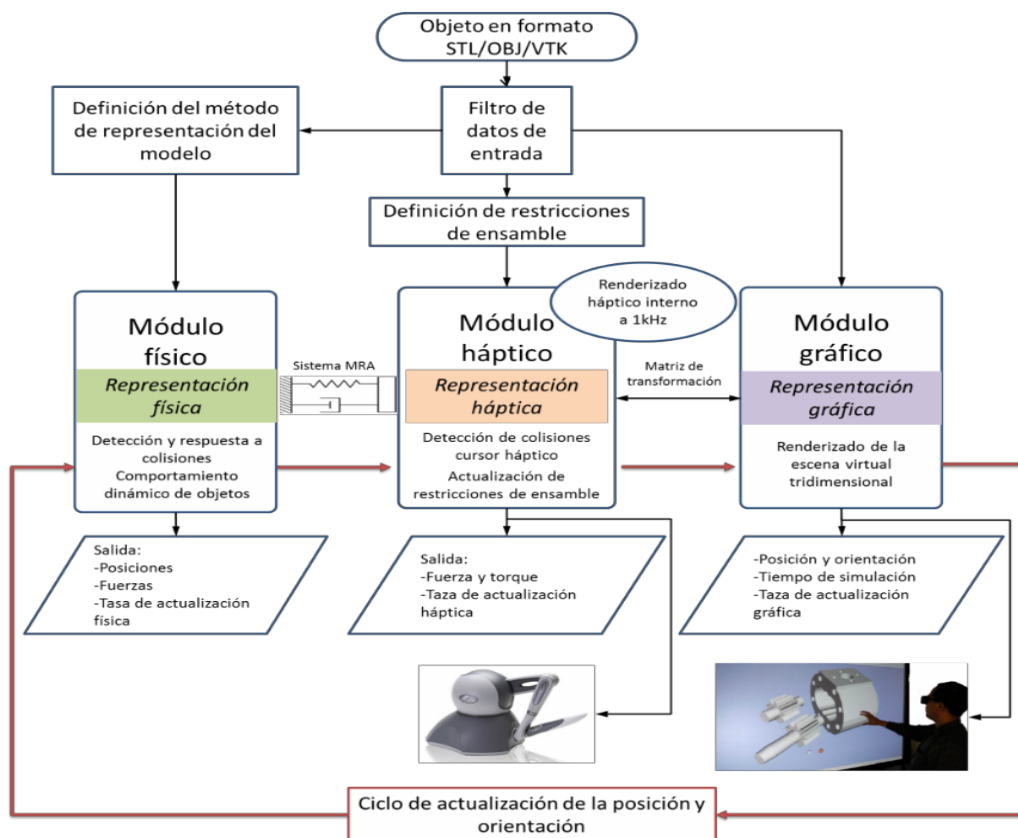 Objeto en formato
STL/OBJ/VTK
Definición del método
de representación del
modelo
Filtro de
datos de
entrada
Definición de restricciones
de ensamble
Renderizado
háptico interno
a 1kHz
Módulo
físico
Representación
física
Detección y respuesta a
colisiones
Comportamiento
dinámico de objetos
Sistema MRA
Módulo
háptico
Representación
háptica
Detección de colisiones
cursor háptico
Actualización de
restricciones de ensamble
Matriz de
transformación
Módulo
gráfico
Representación
gráfica
Renderizado de la
escena virtual
tridimensional
Salida:
-Posiciones
-Fuerzas
-Tasa de actualización
física
Salida:
-Fuerza y torque
-Taza de actualización
háptica
-Posición y orientación
-Tiempo de simulación
-Taza de actualización
gráfica
Ciclo de actualización de la posición y
orientación